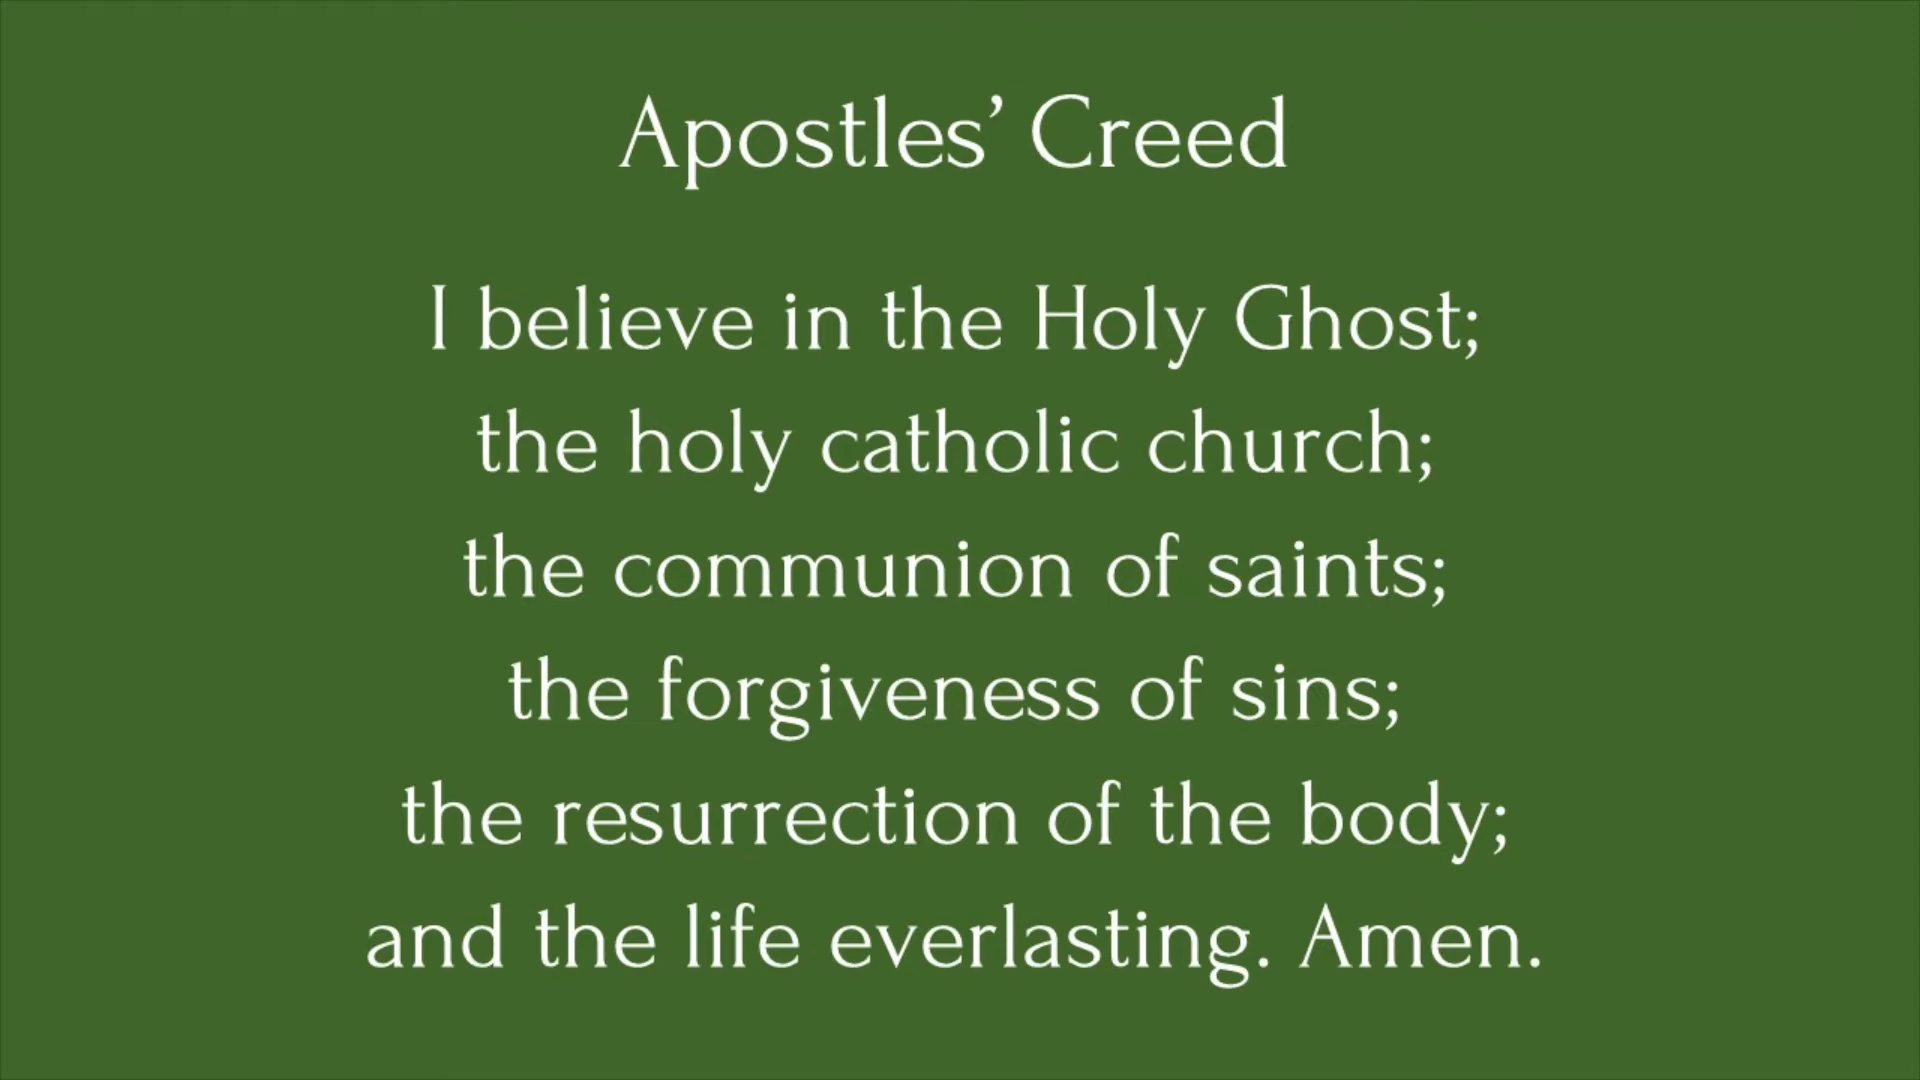 Apostles’ Creed
I believe in the Holy Ghost;
the holy catholic church;
the communion of saints;
the forgiveness of sins;
the resurrection of the body;
and the life everlasting. Amen.